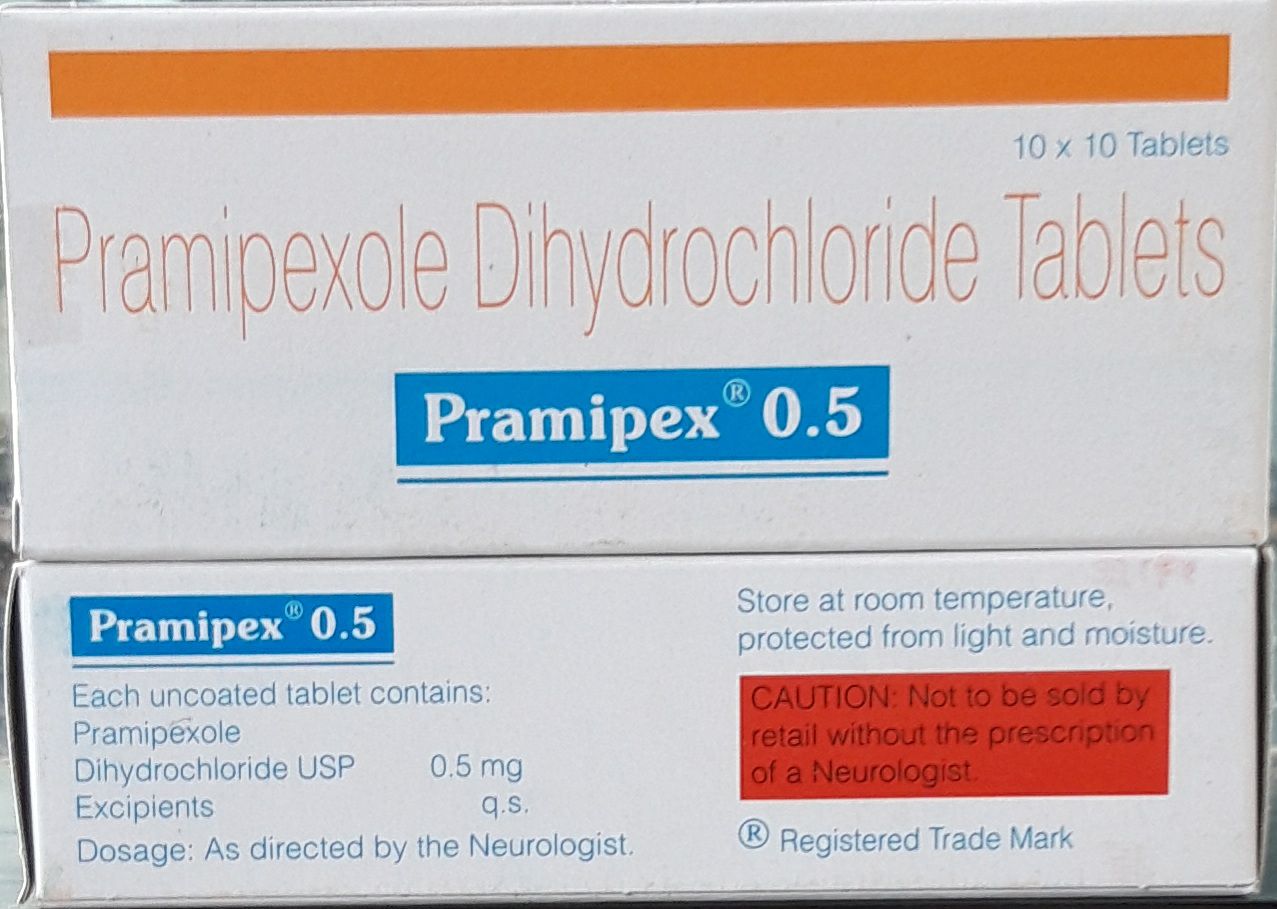 10 x 10 Tablets
Pramipexole Dihydrochloride Tablets
Pramipex® 0.5
Pramipex® 0.5
Each uncoated tablet contains:
Pramipexole
Dihydrochloride USP 0.5 mg
Excipients q.s.
Dosage: As directed by the Neurologist.
Store at room temperature,
protected from light and moisture.
CAUTION: Not to be sold by
retail without the prescription
of a Neurologist.
® Registered Trade Mark